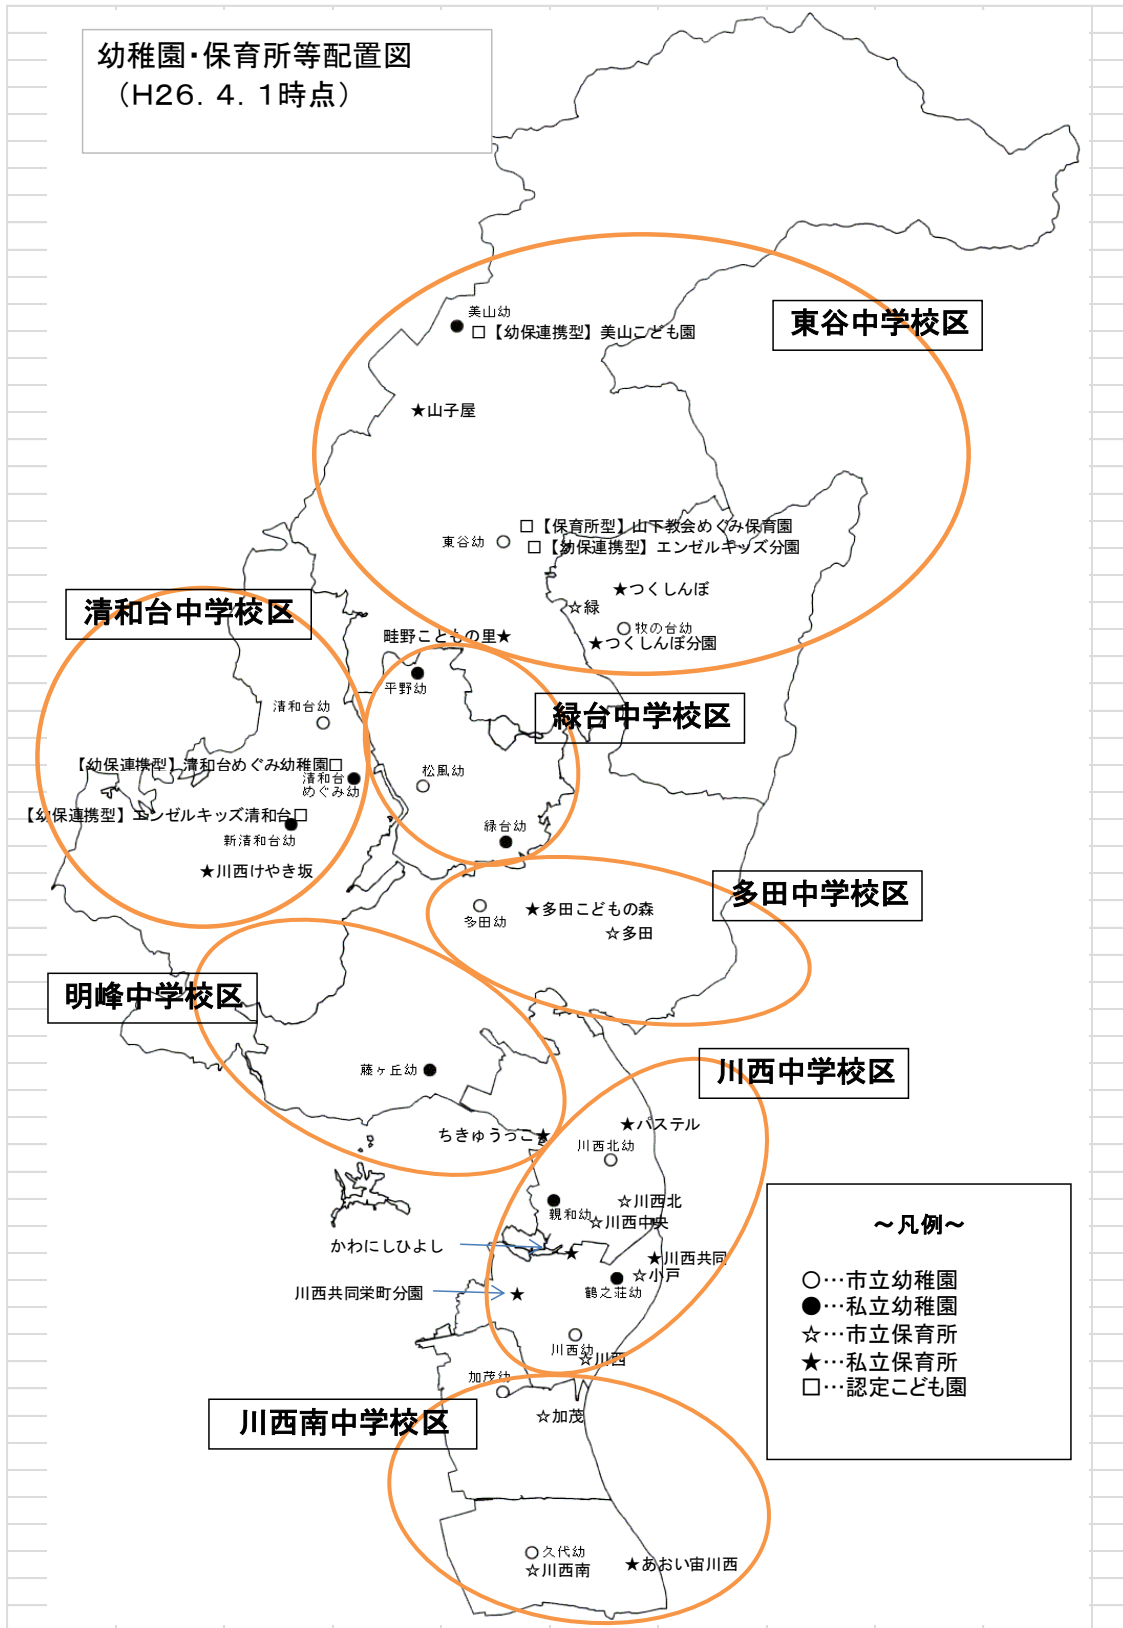 幼稚園・保育所等配置図
（H26．4．1時点）
美山幼
□【幼保連携型】美山こども園
東谷中学校区
★山子屋
□【保育所型】山下教会めぐみ保育園
東谷幼
□【幼保連携型】エンゼルキッズ分園
★つくしんぼ
☆緑
清和台中学校区
牧の台幼
畦野こどもの里★
★つくしんぼ分園
平野幼
清和台幼
緑台中学校区
【幼保連携型】清和台めぐみ幼稚園□
松風幼
清和台
めぐみ幼
【幼保連携型】エンゼルキッズ清和台□
緑台幼
新清和台幼
★川西けやき坂
多田中学校区
★多田こどもの森
多田幼
☆多田
明峰中学校区
藤ヶ丘幼
川西中学校区
★パステル
ちきゅうっこ★
川西北幼
☆川西北
親和幼
☆川西中央
かわにしひよし
★川西共同
☆小戸
川西共同栄町分園
鶴之荘幼
川西幼
☆川西
加茂幼
☆加茂
川西南中学校区
久代幼
☆川西南
★あおい宙川西
～凡例～
○…市立幼稚園
●…私立幼稚園
☆…市立保育所
★…私立保育所
□…認定こども園